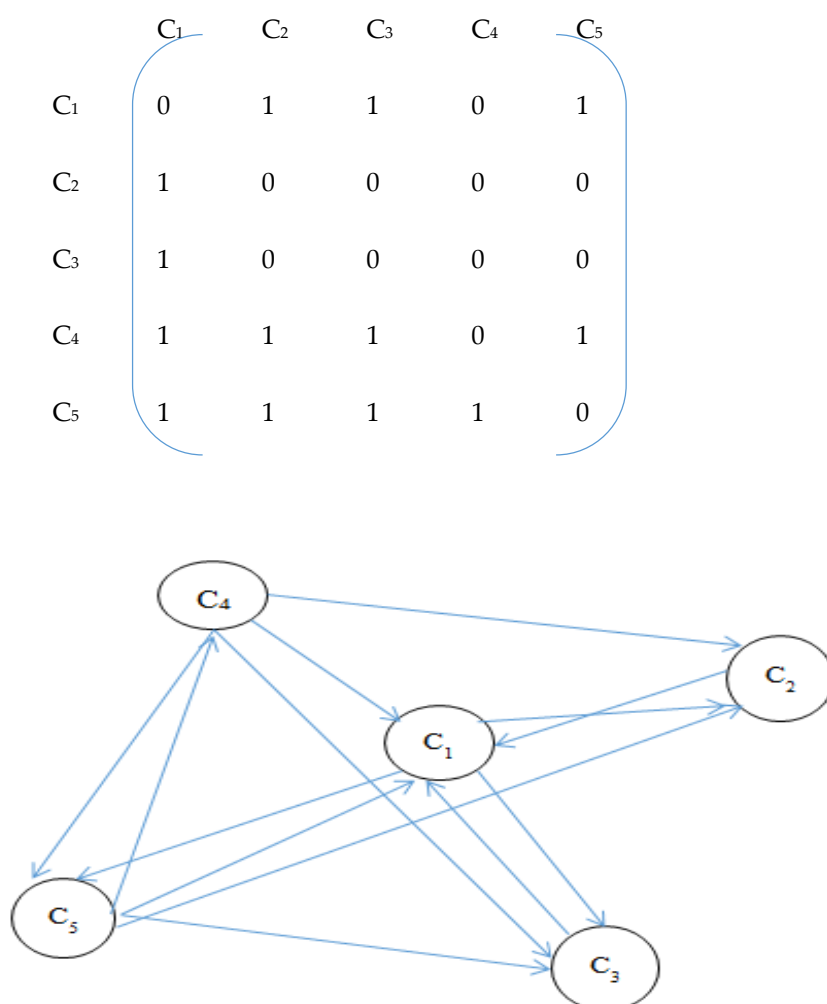 C₁ C₂ C₃ C₄ C₅
C₁ 0 1 1 0 1
C₂ 1 0 0 0 0
C₃ 1 0 0 0 0
C₄ 1 1 1 0 1
C₅ 1 1 1 1 0
C₄
C₂
C₁
C₅
C₃